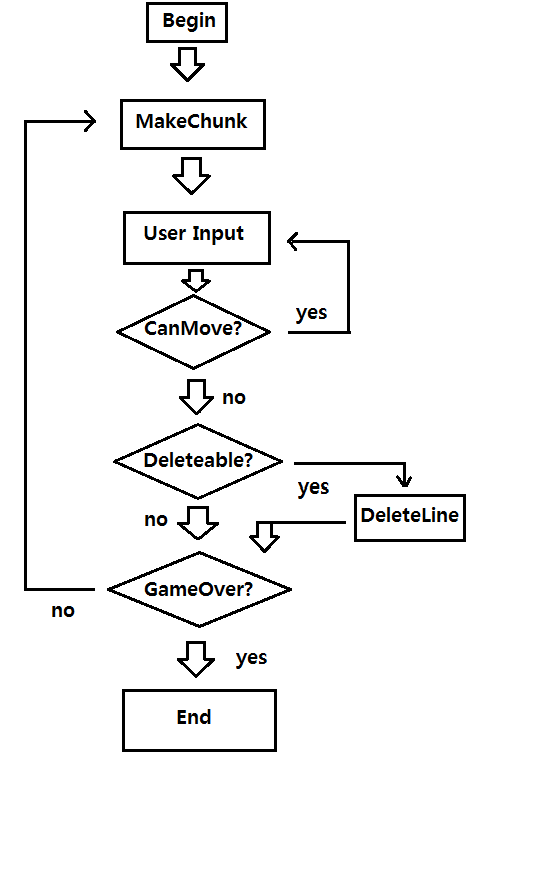 Begin
MakeChunk
User Input
CanMove?
yes
no
Deleteable?
yes
DeleteLine
no
GameOver?
no
yes
End